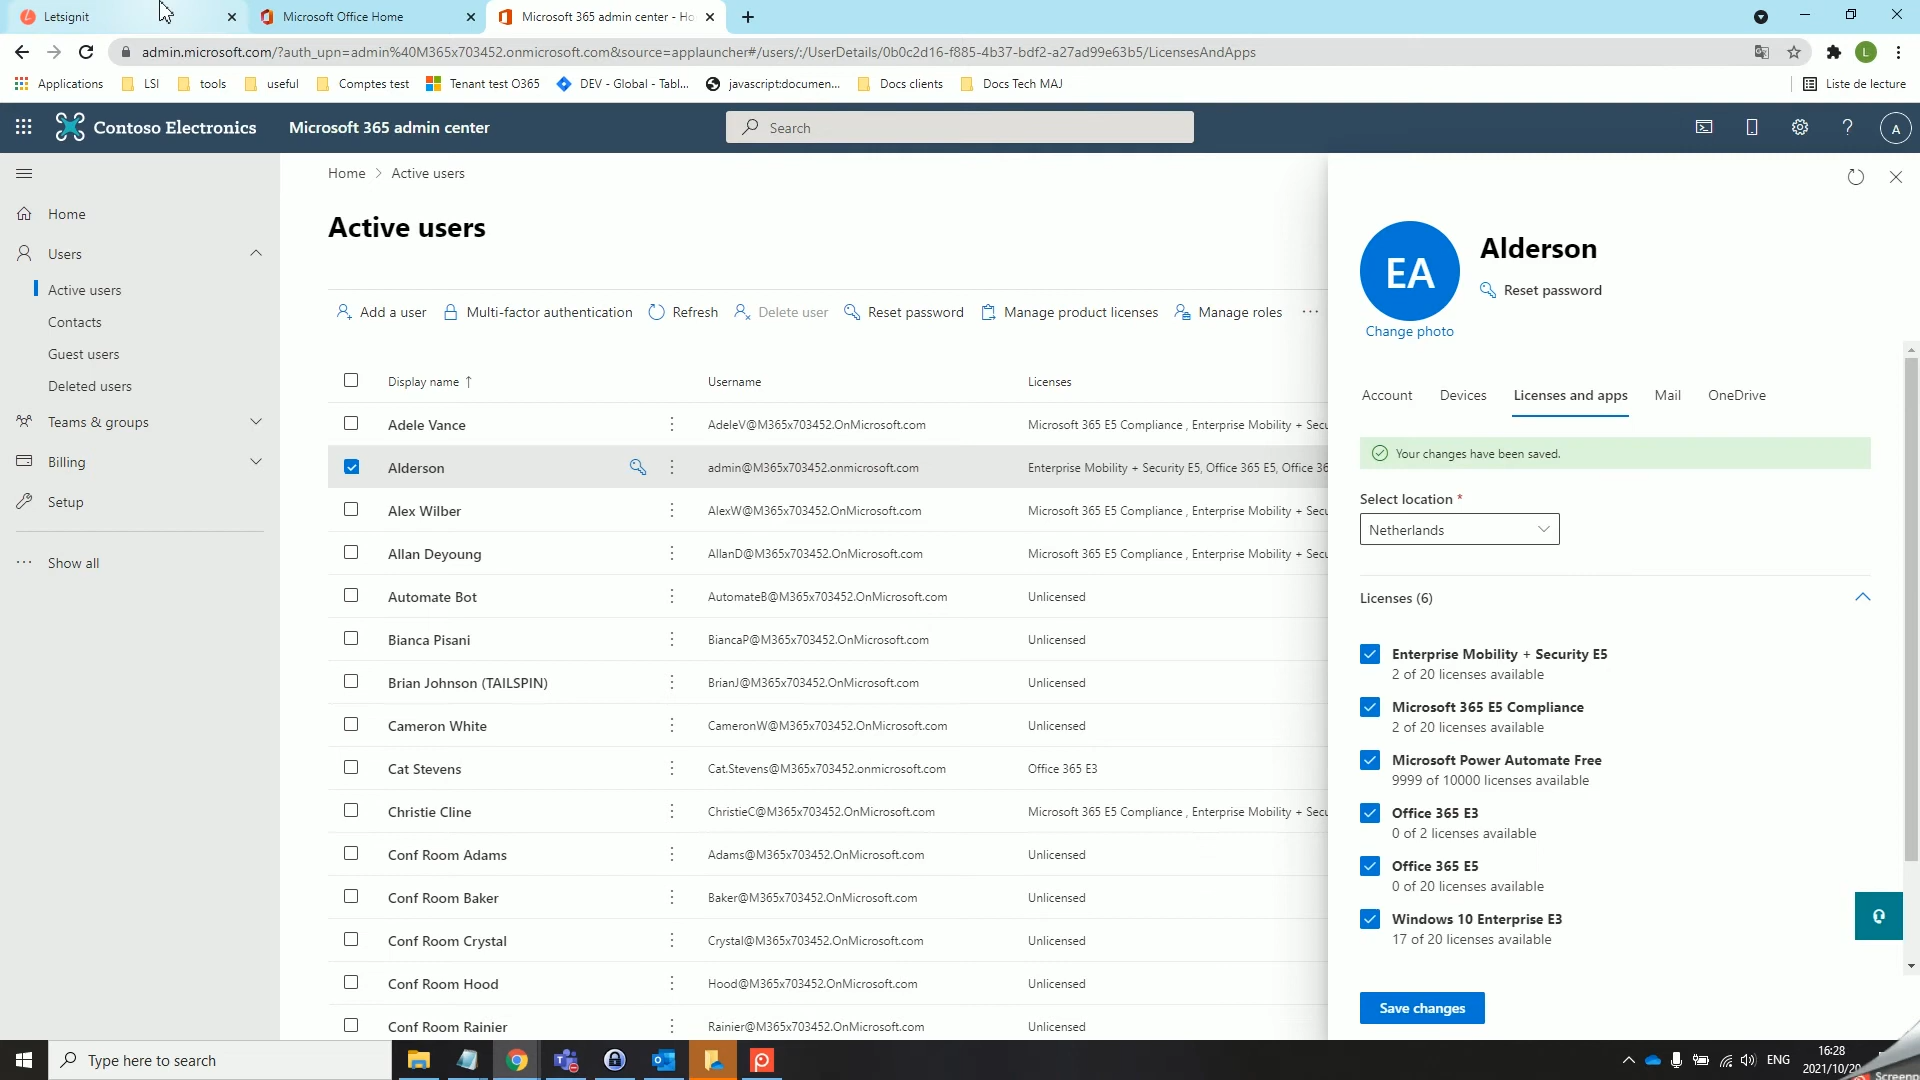 Letsignit
Microsoft Office Home
Microsoft 365 admin center - Ho
admin.microsoft.com/?auth_upn=admin%40M365x703452.onmicrosoft.com&source=applauncher#/users/:/UserDetails/0b0c2d16-f885-4b37-bdf2-a27ad99e63b5/LicensesAndApps
L
Applications
LSI
tools
useful
Comptes test
Tenant test O365
DEV - Global - Tabl...
javascript:documen...
Docs clients
Docs Tech MAJ
Liste de lecture
Contoso Electronics
Microsoft 365 admin center
Search
A
Home
Users
Active users
Contacts
Guest users
Deleted users
Teams & groups
Billing
Setup
Show all
Home > Active users
Active users
Add a user
Multi-factor authentication
Refresh
Delete user
Reset password
Manage product licenses
Manage roles
Display name ↑ Username Licenses
Adele Vance AdeleV@M365x703452.OnMicrosoft.com Microsoft 365 E5 Compliance , Enterprise Mobility + Secu
Alderson admin@M365x703452.onmicrosoft.com Enterprise Mobility + Security E5, Office 365 E5, Office 36
Alex Wilber AlexW@M365x703452.OnMicrosoft.com Microsoft 365 E5 Compliance , Enterprise Mobility + Secu
Allan Deyoung AllanD@M365x703452.OnMicrosoft.com Microsoft 365 E5 Compliance , Enterprise Mobility + Secu
Automate Bot AutomateB@M365x703452.OnMicrosoft.com Unlicensed
Bianca Pisani BiancaP@M365x703452.OnMicrosoft.com Unlicensed
Brian Johnson (TAILSPIN) BrianJ@M365x703452.OnMicrosoft.com Unlicensed
Cameron White CameronW@M365x703452.OnMicrosoft.com Unlicensed
Cat Stevens Cat.Stevens@M365x703452.onmicrosoft.com Office 365 E3
Christie Cline ChristieC@M365x703452.OnMicrosoft.com Microsoft 365 E5 Compliance , Enterprise Mobility + Secu
Conf Room Adams Adams@M365x703452.OnMicrosoft.com Unlicensed
Conf Room Baker Baker@M365x703452.OnMicrosoft.com Unlicensed
Conf Room Crystal Crystal@M365x703452.OnMicrosoft.com Unlicensed
Conf Room Hood Hood@M365x703452.OnMicrosoft.com Unlicensed
Conf Room Rainier Rainier@M365x703452.OnMicrosoft.com Unlicensed
EA
Alderson
Reset password
Change photo
Account
Devices
Licenses and apps
Mail
OneDrive
Your changes have been saved.
Select location *
Netherlands
Licenses (6)
Enterprise Mobility + Security E5
2 of 20 licenses available
Microsoft 365 E5 Compliance
2 of 20 licenses available
Microsoft Power Automate Free
9999 of 10000 licenses available
Office 365 E3
0 of 2 licenses available
Office 365 E5
0 of 20 licenses available
Windows 10 Enterprise E3
17 of 20 licenses available
Save changes
Type here to search
ENG
16:28
2021/10/20